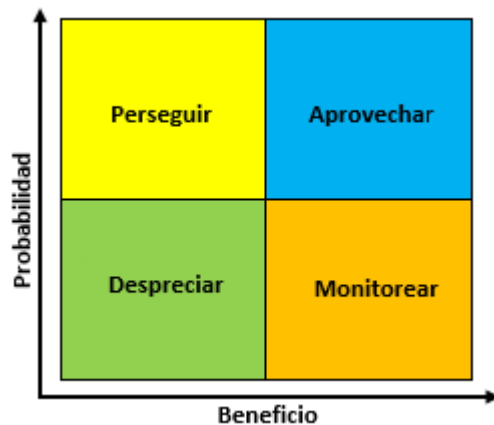 Probabilidad
Perseguir
Aprovechar
Despreciar
Monitorear
Beneficio